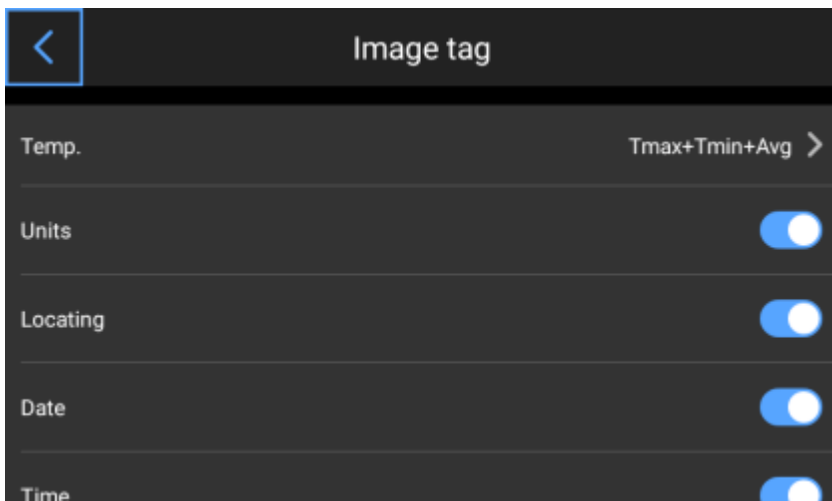 Image tag
Temp. Tmax+Tmin+Avg
Units
Locating
Date
Time